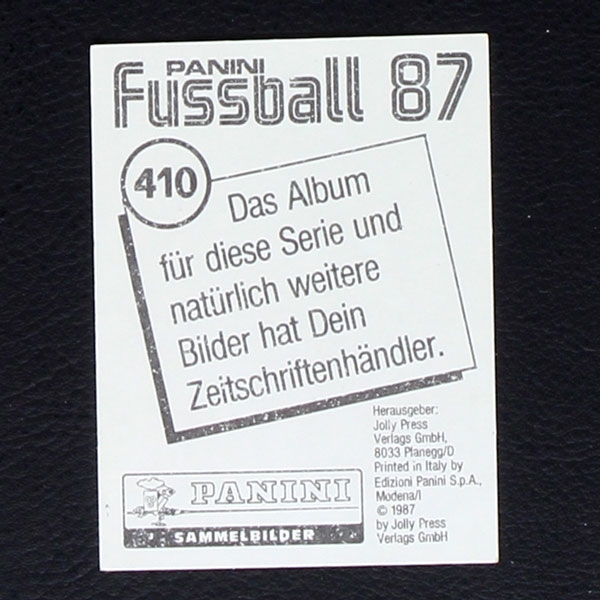 PANINI
fussball 87
410
Das Album
für diese Serie und
natürlich weitere
Bilder hat Dein
Zeitschriftenhändler.
Herausgeber:
Jolly Press
Verlags GmbH,
8033 Planegg/D
Printed in Italy by
Edizioni Panini S.p.A.,
Modena/I
© 1987
by Jolly Press
Verlags GmbH
PANINI
SAMMELBILDER